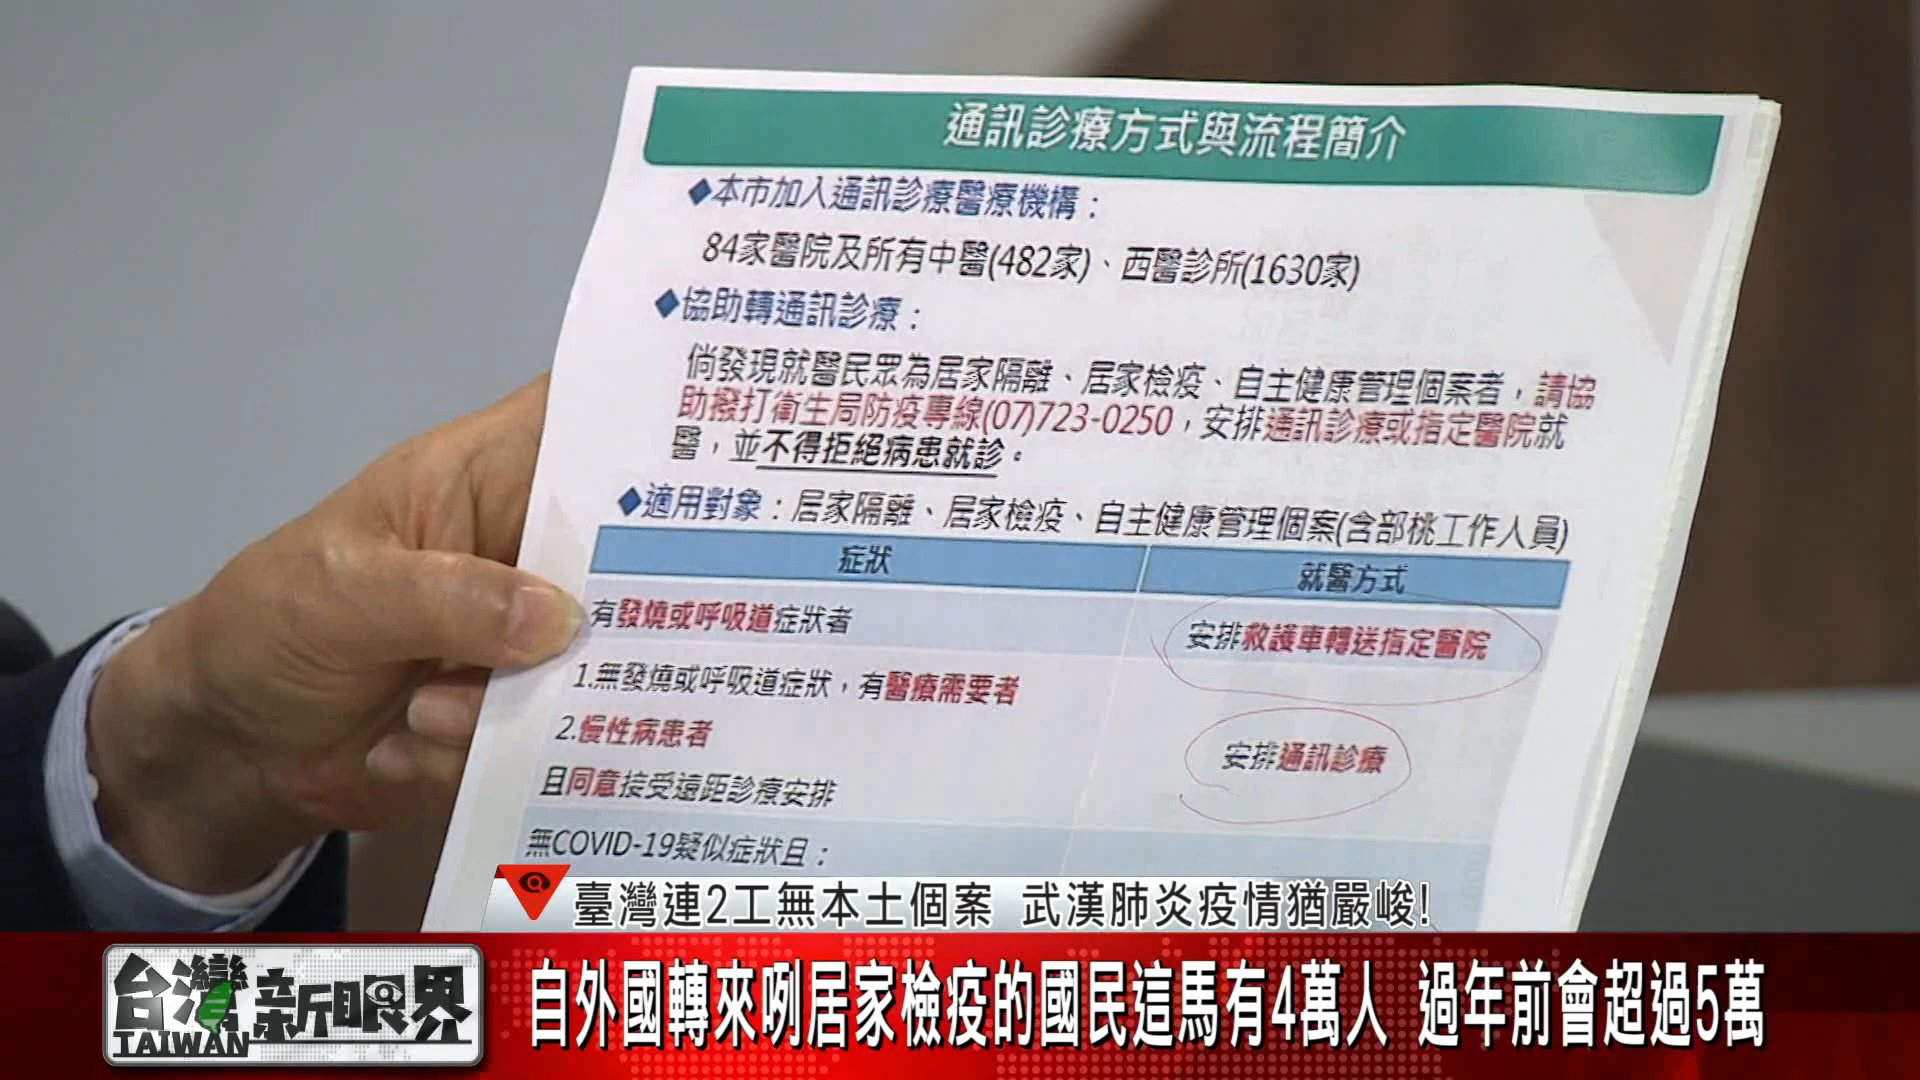 通訊診療方式與流程簡介
◆本市加入通訊診療醫療機構：
84家醫院及所有中醫(482家)、西醫診所(1630家)
◆協助轉通訊診療：
倘發現就醫民眾為居家隔離、居家檢疫、自主健康管理個案者，請協
助撥打衛生局防疫專線(07)723-0250，安排通訊診療或指定醫院就
醫，並不得拒絕病患就診。
◆適用對象：居家隔離、居家檢疫、自主健康管理個案(含部桃工作人員)
症狀 就醫方式
有發燒或呼吸道症狀者 安排救護車轉送指定醫院
1.無發燒或呼吸道症狀，有醫療需要者
2.慢性病患者
安排通訊診療
且同意接受遠距診療安排
無COVID-19疑似症狀且：
臺灣連2工無本土個案 武漢肺炎疫情猶嚴峻!
台灣新眼界
TAIWAN
自外國轉來咧居家檢疫的國民這馬有4萬人 過年前會超過5萬